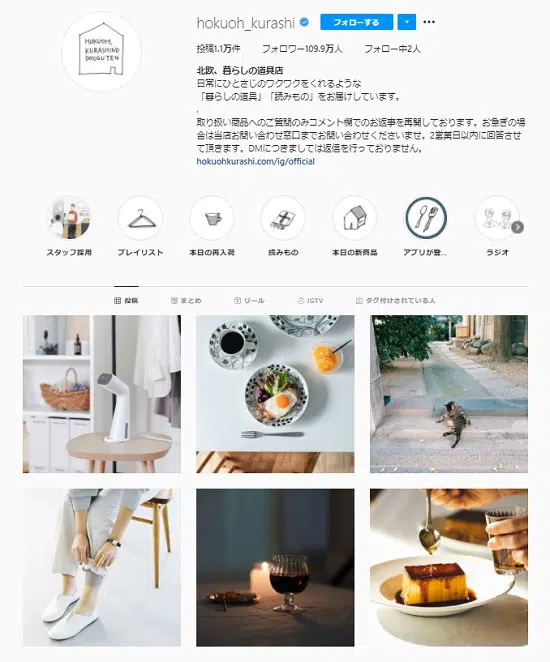 hokuoh_kurashi
フォローする
HOKUOH,
KURASHINO
DOUGUTEN
投稿1.1万件 フォロワー109.9万人 フォロー中2人
北欧、暮らしの道具店
日常にひとさじのワクワクをくれるような
「暮らしの道具」「読みもの」をお届けしています。
.
取り扱い商品へのご質問のみコメント欄でのお返事を再開しております。お急ぎの場
合は当店お問い合わせ窓口までお問い合わせくださいませ。2営業日以内に回答させ
て頂きます。DMにつきましては返信を行っておりません。
hokuohkurashi.com/ig/official
スタッフ採用 プレイリスト 本日の再入荷 読みもの 本日の新商品 アプリが登... ラジオ
投稿 まとめ リール IGTV タグ付けされている人